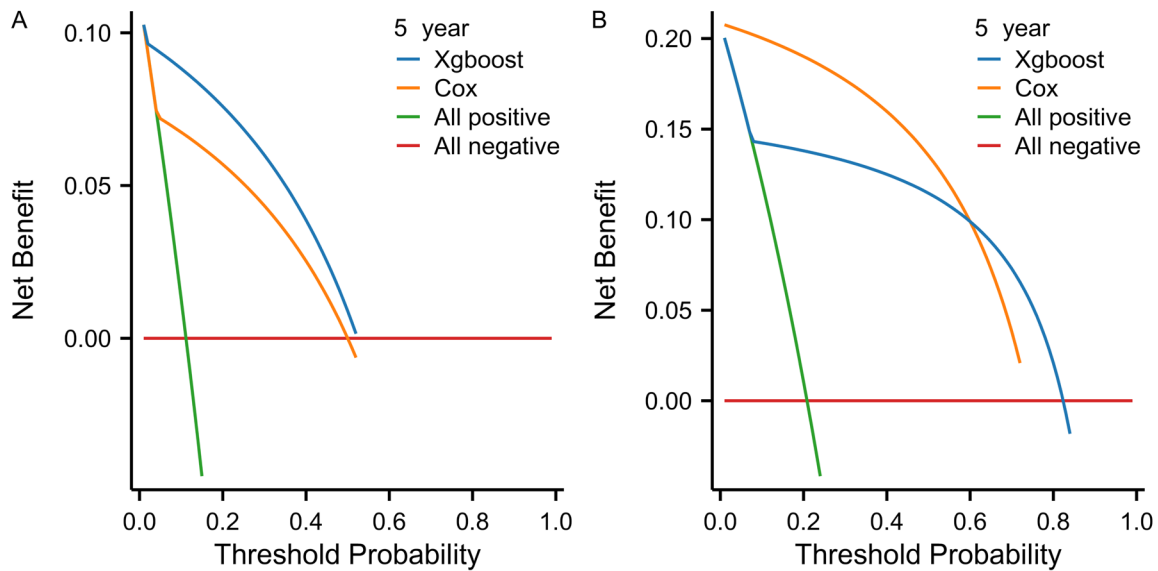 A
5 year
Xgboost
Cox
All positive
All negative
0.10
0.05
0.00
Net Benefit
0.0 0.2 0.4 0.6 0.8 1.0
Threshold Probability
B
5 year
Xgboost
Cox
All positive
All negative
0.20
0.15
0.10
0.05
0.00
Net Benefit
0.0 0.2 0.4 0.6 0.8 1.0
Threshold Probability